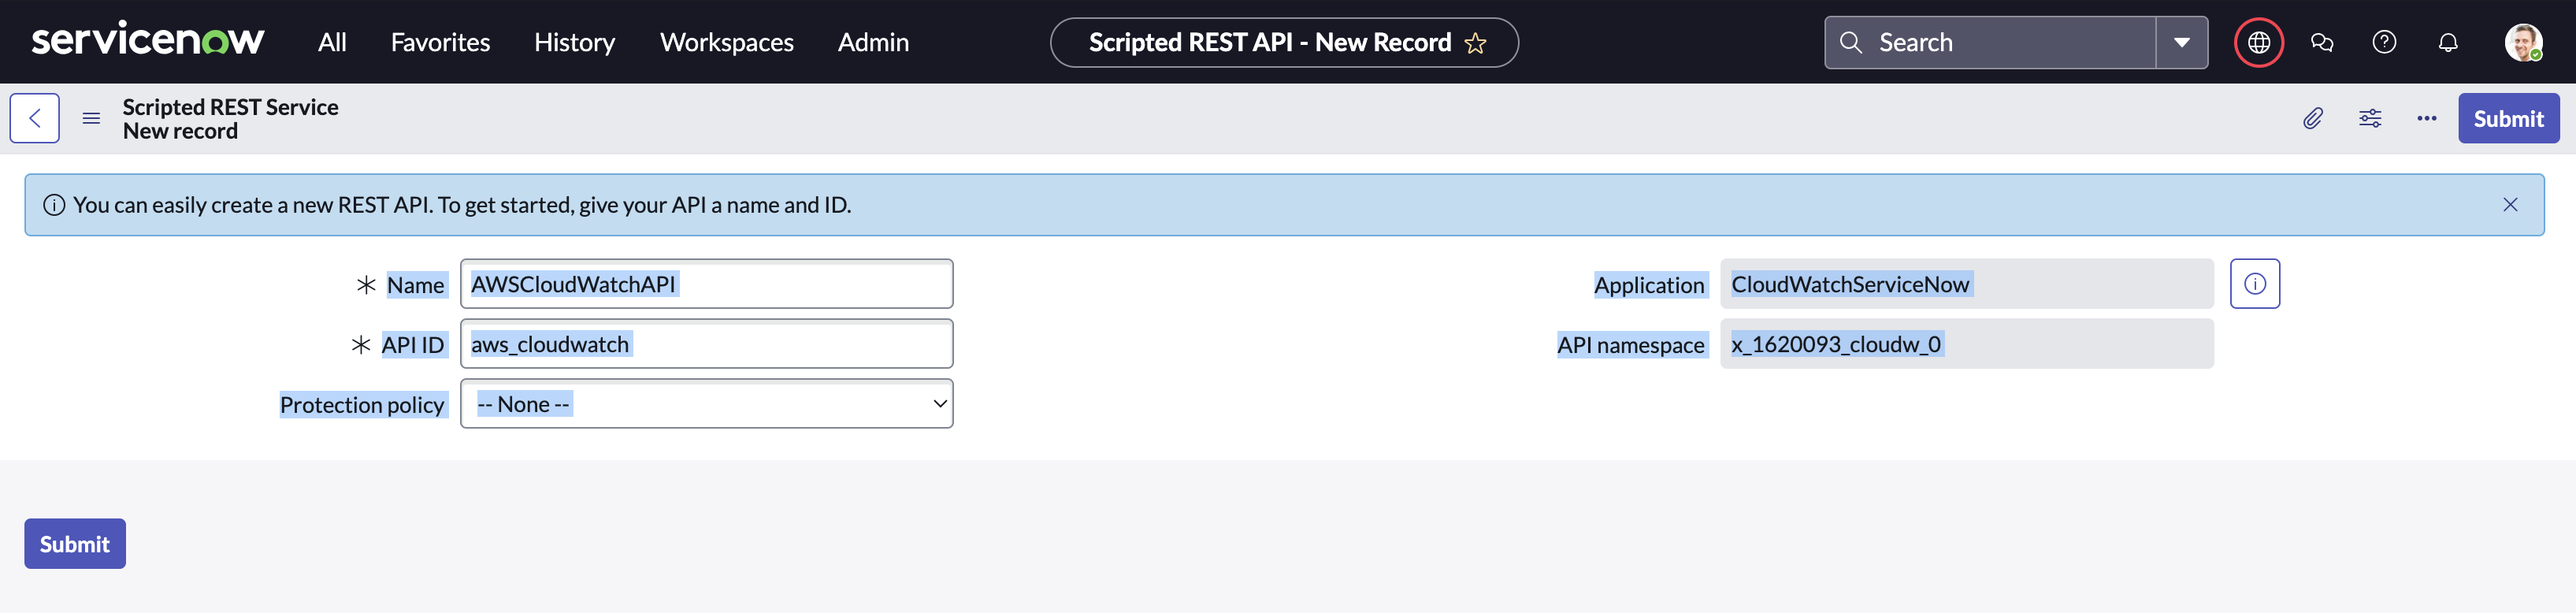 servicenow All Favorites History Workspaces Admin Scripted REST API - New Record Search
Scripted REST Service
New record
Submit
You can easily create a new REST API. To get started, give your API a name and ID.
Name AWSCloudWatchAPI Application CloudWatchServiceNow
API ID aws_cloudwatch API namespace x_1620093_cloudw_0
Protection policy -- None --
Submit